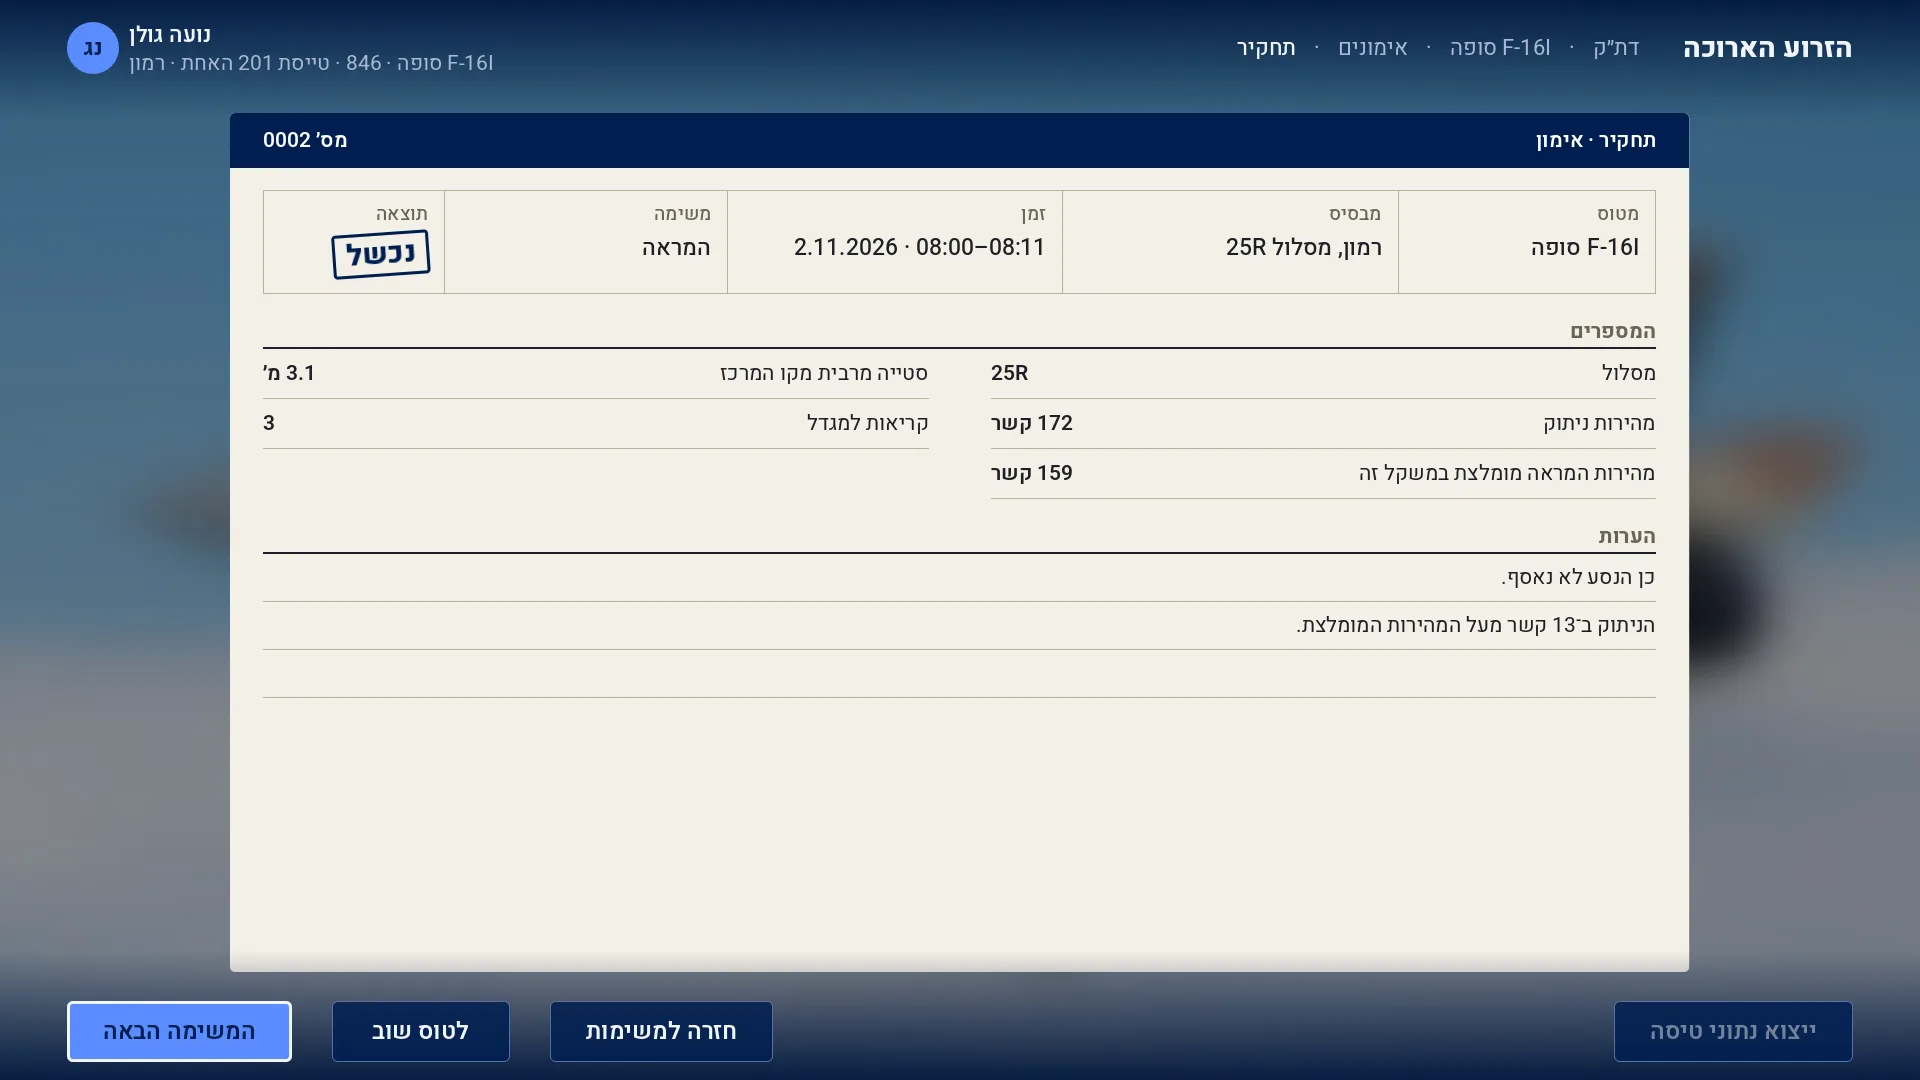 הזרוע הארוכה
דת״ק · F-16I סופה · אימונים · תחקיר
נועה גולן
F-16I סופה · 846 · טייסת 201 האחת · רמון
נג
תחקיר · אימון
מס׳ 0002
מטוס
F-16I סופה
מבסיס
רמון, מסלול 25R
זמן
2.11.2026 · 08:00–08:11
משימה
המראה
תוצאה
נכשל
המספרים
מסלול 25R
מהירות ניתוק 172 קשר
מהירות המראה מומלצת במשקל זה 159 קשר
סטייה מרבית מקו המרכז 3.1 מ׳
קריאות למגדל 3
הערות
כן הנסע לא נאסף.
הניתוק ב־13 קשר מעל המהירות המומלצת.
ייצוא נתוני טיסה
חזרה למשימות
לטוס שוב
המשימה הבאה